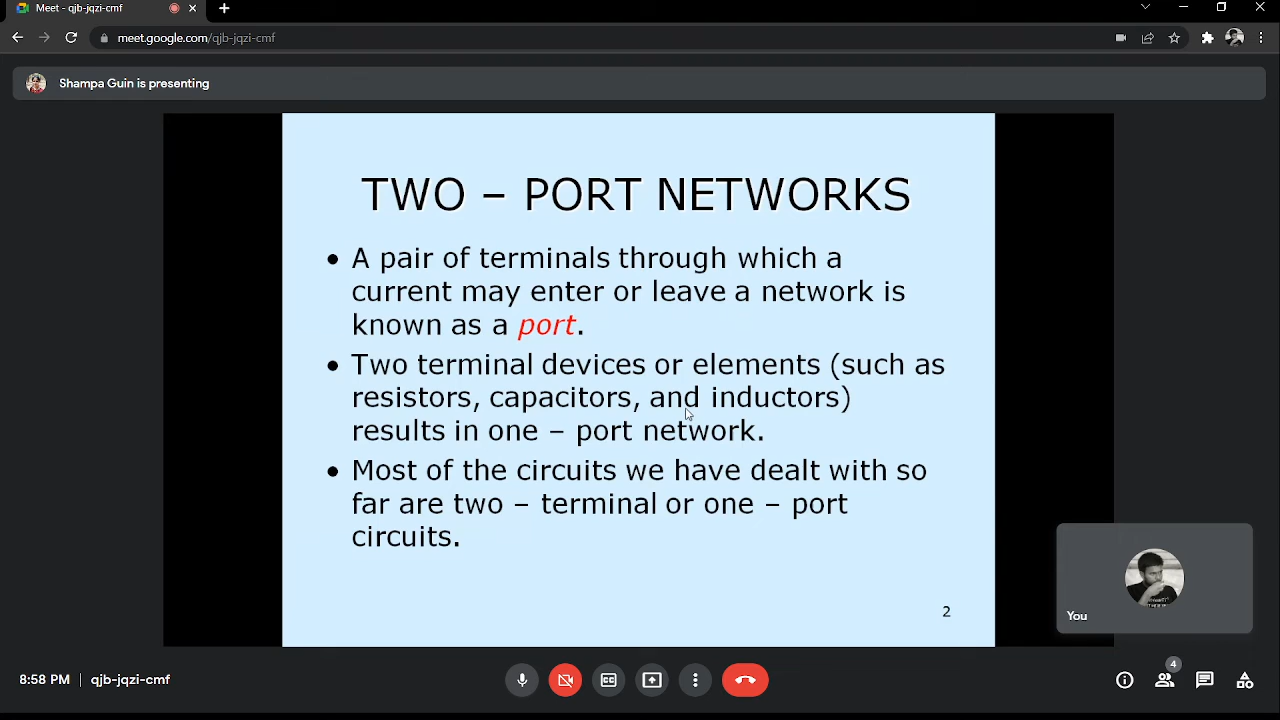 Meet - qjb-jqzi-cmf
meet.google.com/qjb-jqzi-cmf
Shampa Guin is presenting
TWO – PORT NETWORKS
• A pair of terminals through which a
current may enter or leave a network is
known as a port.
• Two terminal devices or elements (such as
resistors, capacitors, and inductors)
results in one – port network.
• Most of the circuits we have dealt with so
far are two – terminal or one – port
circuits.
2
You
8:58 PM | qjb-jqzi-cmf
CC
4